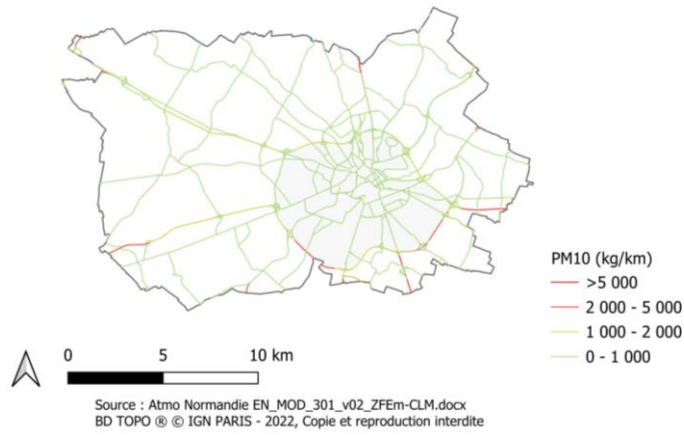 PM10 (kg/km)
>5 000
2 000 - 5 000
1 000 - 2 000
0 - 1 000
0 5 10 km
Source : Atmo Normandie EN_MOD_301_v02_ZFEm-CLM.docx
BD TOPO ® © IGN PARIS - 2022, Copie et reproduction interdite